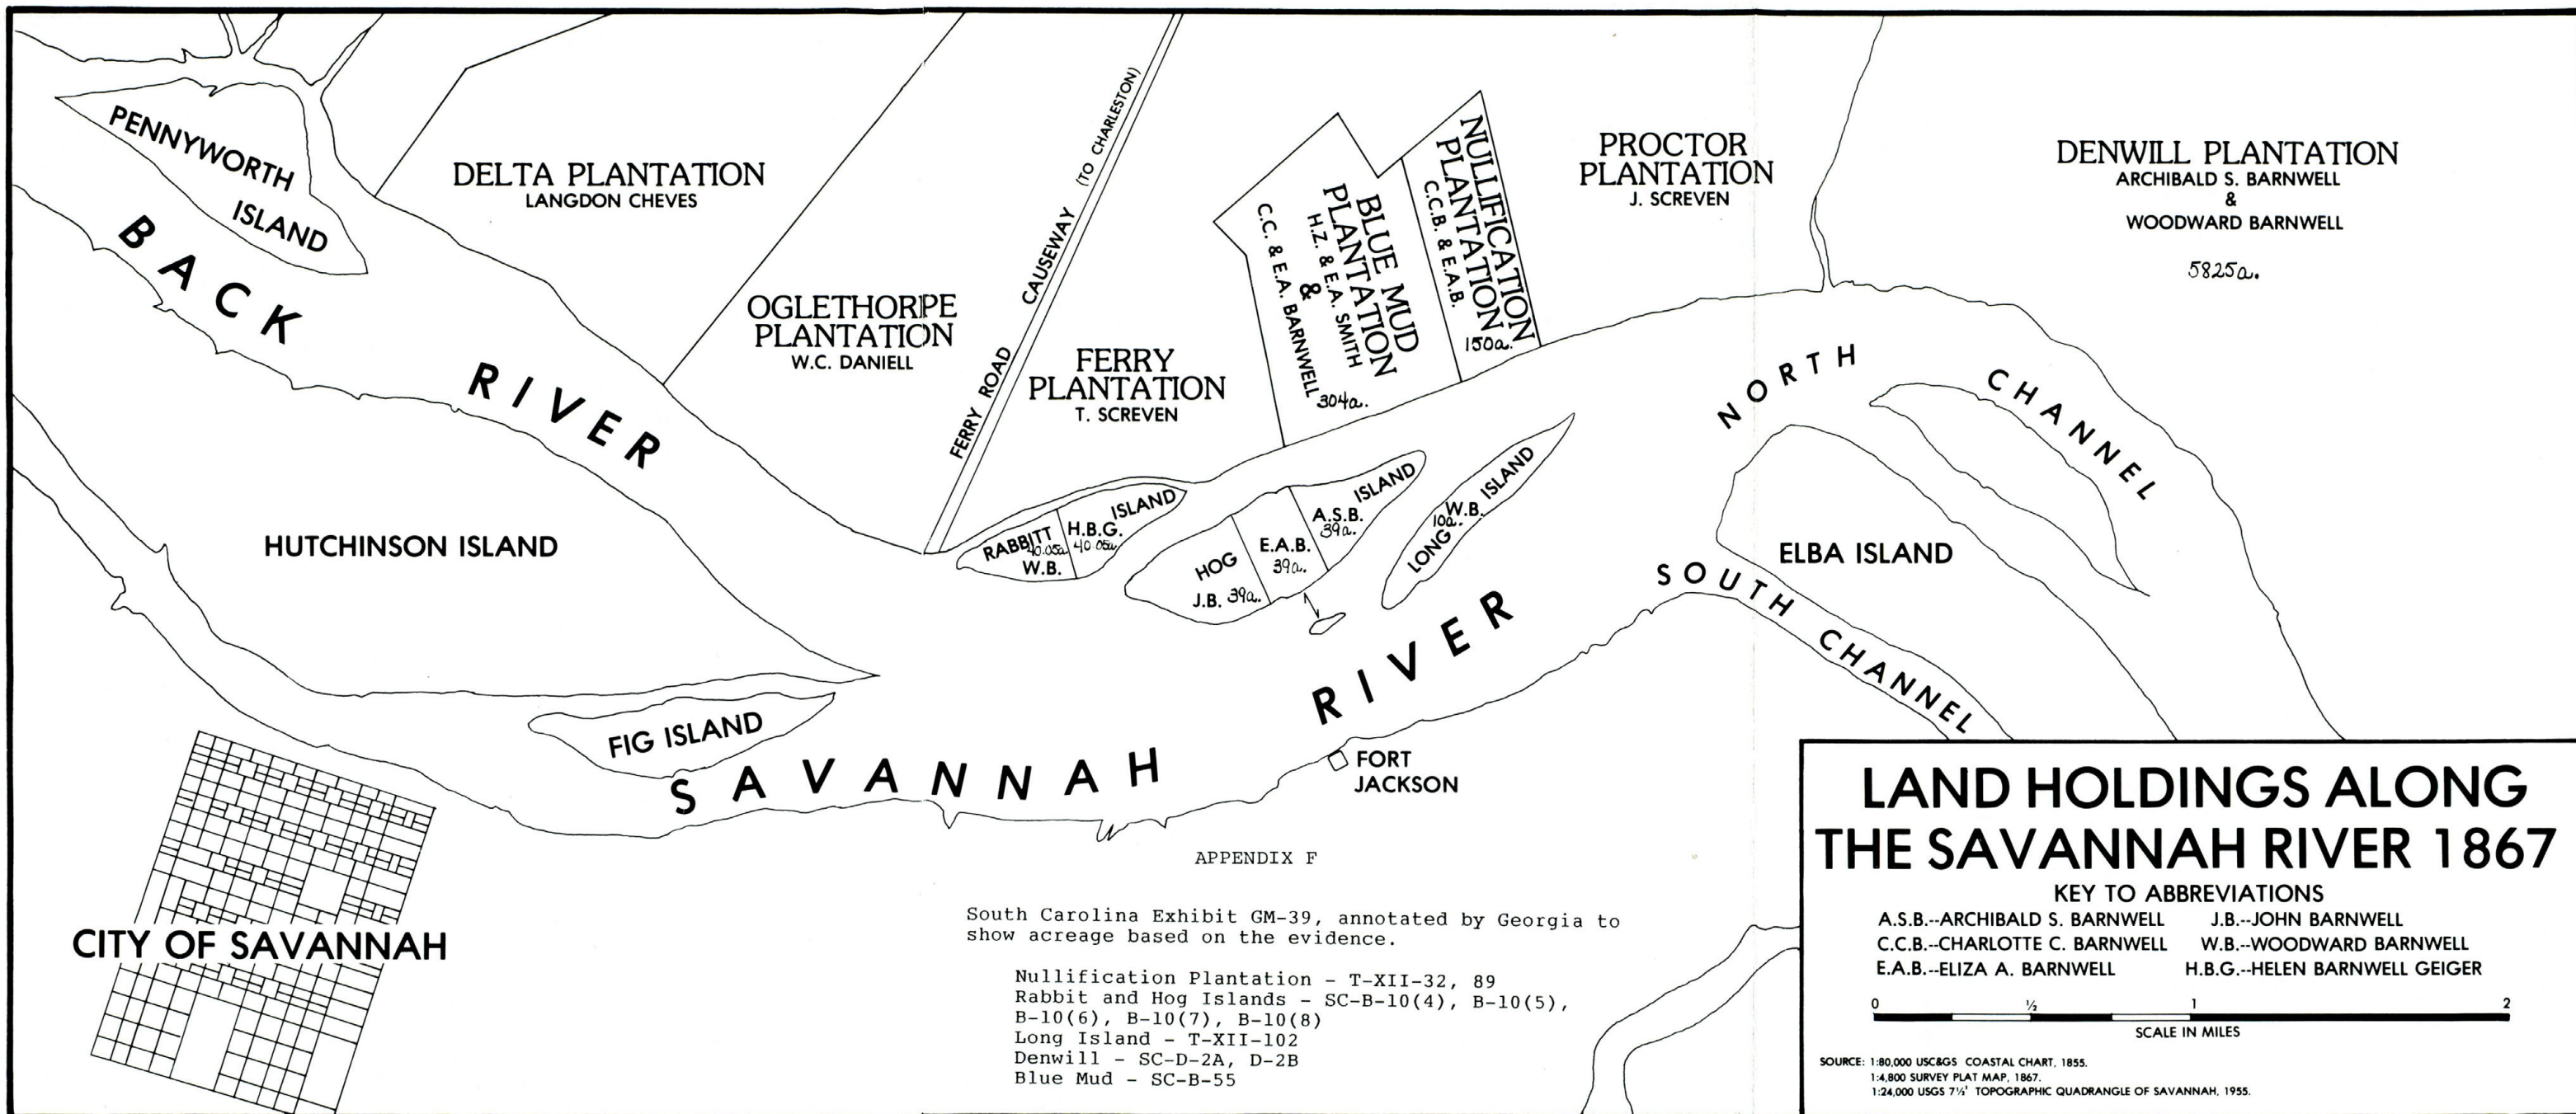 PENNYWORTH
ISLAND
BACK
RIVER
DELTA PLANTATION
LANGDON CHEVES
OGLETHORPE
PLANTATION
W.C. DANIELL
FERRY ROAD
CAUSEWAY
(TO CHARLESTON)
FERRY
PLANTATION
T. SCREVEN
BLUE MUD
PLANTATION
H.Z. & E.A. SMITH
&
C.C. & E.A. BARNWELL
304a.
NULLIFICATION
PLANTATION
C.C.B. & E.A.B.
150a.
PROCTOR
PLANTATION
J. SCREVEN
DENWILL PLANTATION
ARCHIBALD S. BARNWELL
&
WOODWARD BARNWELL
5825a.
NORTH
CHANNEL
RABBITT
ISLAND
40.05a
W.B.
H.B.G.
40.05a
HOG
ISLAND
J.B. 39a.
E.A.B.
39a.
A.S.B.
39a.
LONG
ISLAND
W.B.
10a.
HUTCHINSON ISLAND
ELBA ISLAND
SOUTH
CHANNEL
FIG ISLAND
SAVANNAH
RIVER
FORT
JACKSON
CITY OF SAVANNAH
APPENDIX F
South Carolina Exhibit GM-39, annotated by Georgia to
show acreage based on the evidence.
Nullification Plantation - T-XII-32, 89
Rabbit and Hog Islands - SC-B-10(4), B-10(5),
B-10(6), B-10(7), B-10(8)
Long Island - T-XII-102
Denwill - SC-D-2A, D-2B
Blue Mud - SC-B-55
LAND HOLDINGS ALONG
THE SAVANNAH RIVER 1867
KEY TO ABBREVIATIONS
A.S.B.--ARCHIBALD S. BARNWELL J.B.--JOHN BARNWELL
C.C.B.--CHARLOTTE C. BARNWELL W.B.--WOODWARD BARNWELL
E.A.B.--ELIZA A. BARNWELL H.B.G.--HELEN BARNWELL GEIGER
0 ½ 1 2
SCALE IN MILES
SOURCE: 1:80,000 USC&GS COASTAL CHART, 1855.
1:4,800 SURVEY PLAT MAP, 1867.
1:24,000 USGS 7½' TOPOGRAPHIC QUADRANGLE OF SAVANNAH, 1955.